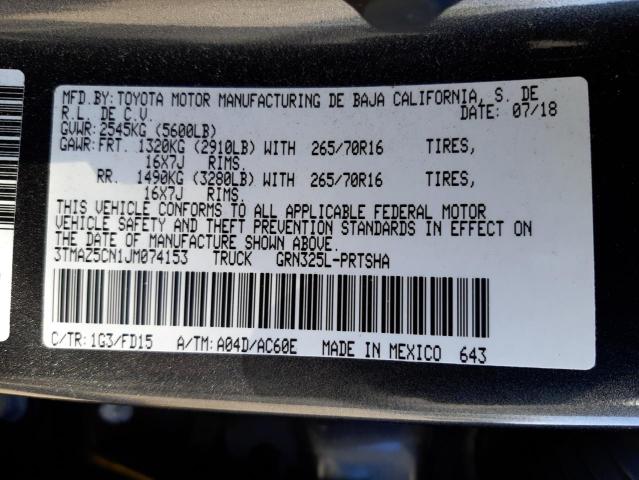 MFD.BY:TOYOTA MOTOR MANUFACTURING DE BAJA CALIFORNIA, S. DE
R.L. DE C.V. DATE: 07/18
GVWR:2545KG (5600LB)
GAWR:FRT. 1320KG (2910LB) WITH 265/70R16 TIRES,
16X7J RIMS.
RR. 1490KG (3280LB) WITH 265/70R16 TIRES,
16X7J RIMS.
THIS VEHICLE CONFORMS TO ALL APPLICABLE FEDERAL MOTOR
VEHICLE SAFETY AND THEFT PREVENTION STANDARDS IN EFFECT ON
THE DATE OF MANUFACTURE SHOWN ABOVE.
3TMAZ5CN1JM074153 TRUCK GRN325L-PRTSHA
C/TR:1G3/FD15 A/TM:A04D/AC60E MADE IN MEXICO 643